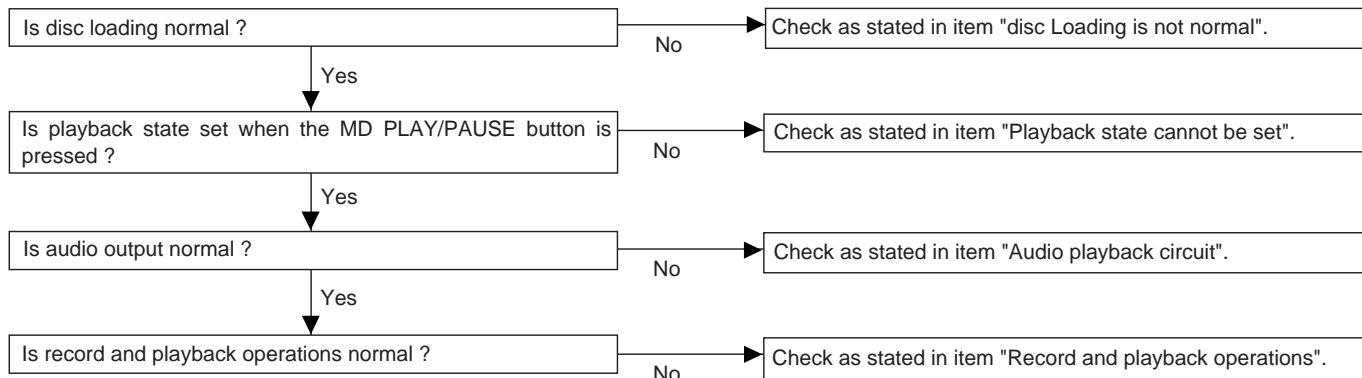 Is disc loading normal ?
No
Check as stated in item "disc Loading is not normal".
Yes
Is playback state set when the MD PLAY/PAUSE button is
pressed ?
No
Check as stated in item "Playback state cannot be set".
Yes
Is audio output normal ?
No
Check as stated in item "Audio playback circuit".
Yes
Is record and playback operations normal ?
No
Check as stated in item "Record and playback operations".